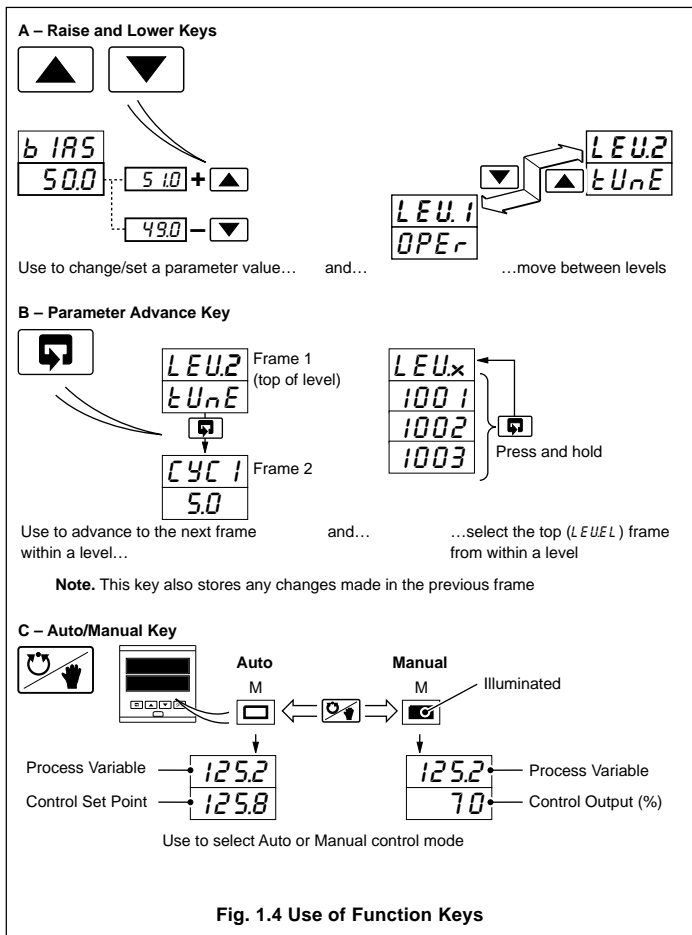 A – Raise and Lower Keys
b IAS
50.0
51.0 +
49.0 –
LEV.2
tUnE
LEV.1
OPEr
Use to change/set a parameter value… and… …move between levels
B – Parameter Advance Key
LEV.2
tUnE
Frame 1
(top of level)
CYC 1
5.0
Frame 2
LEV.x
1001
1002
1003
Press and hold
Use to advance to the next frame
within a level…
and…
…select the top (LEVEL) frame
from within a level
Note. This key also stores any changes made in the previous frame
C – Auto/Manual Key
Auto
M
Manual
M
Illuminated
Process Variable
125.2
Control Set Point
125.8
125.2
Process Variable
70
Control Output (%)
Use to select Auto or Manual control mode
Fig. 1.4 Use of Function Keys